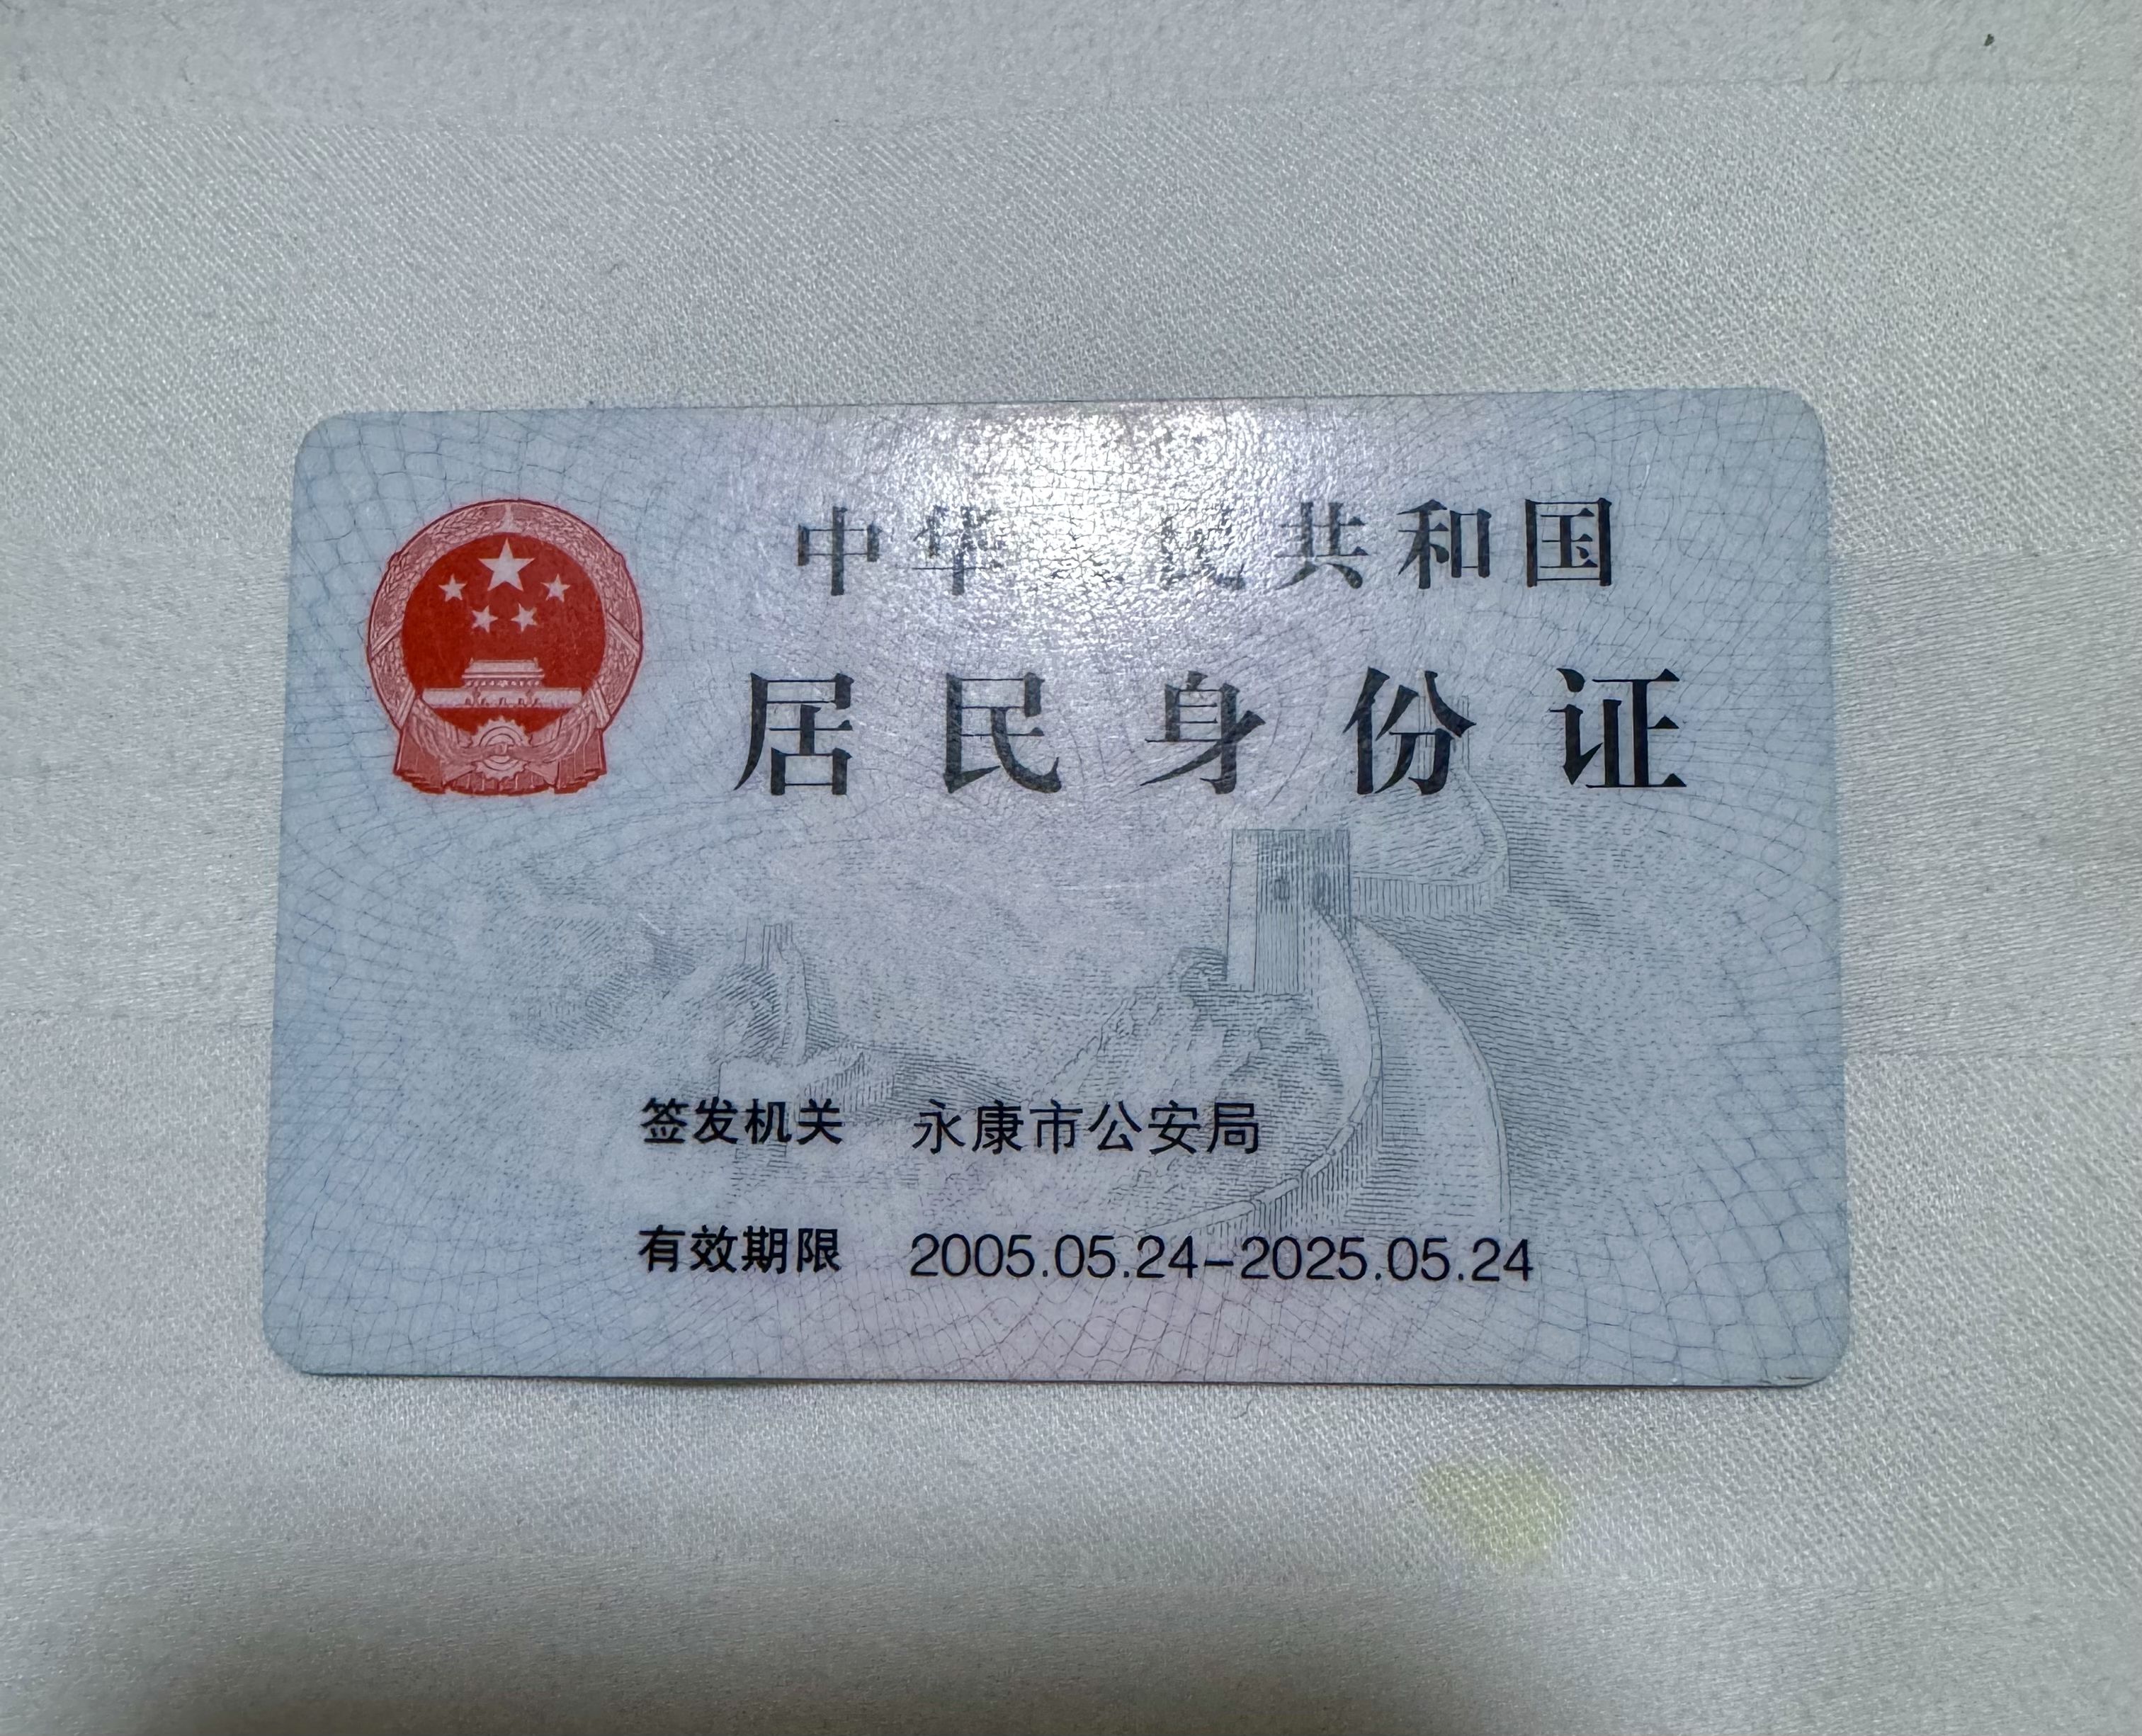 中华人民共和国
居民身份证
签发机关 永康市公安局
有效期限 2005.05.24-2025.05.24